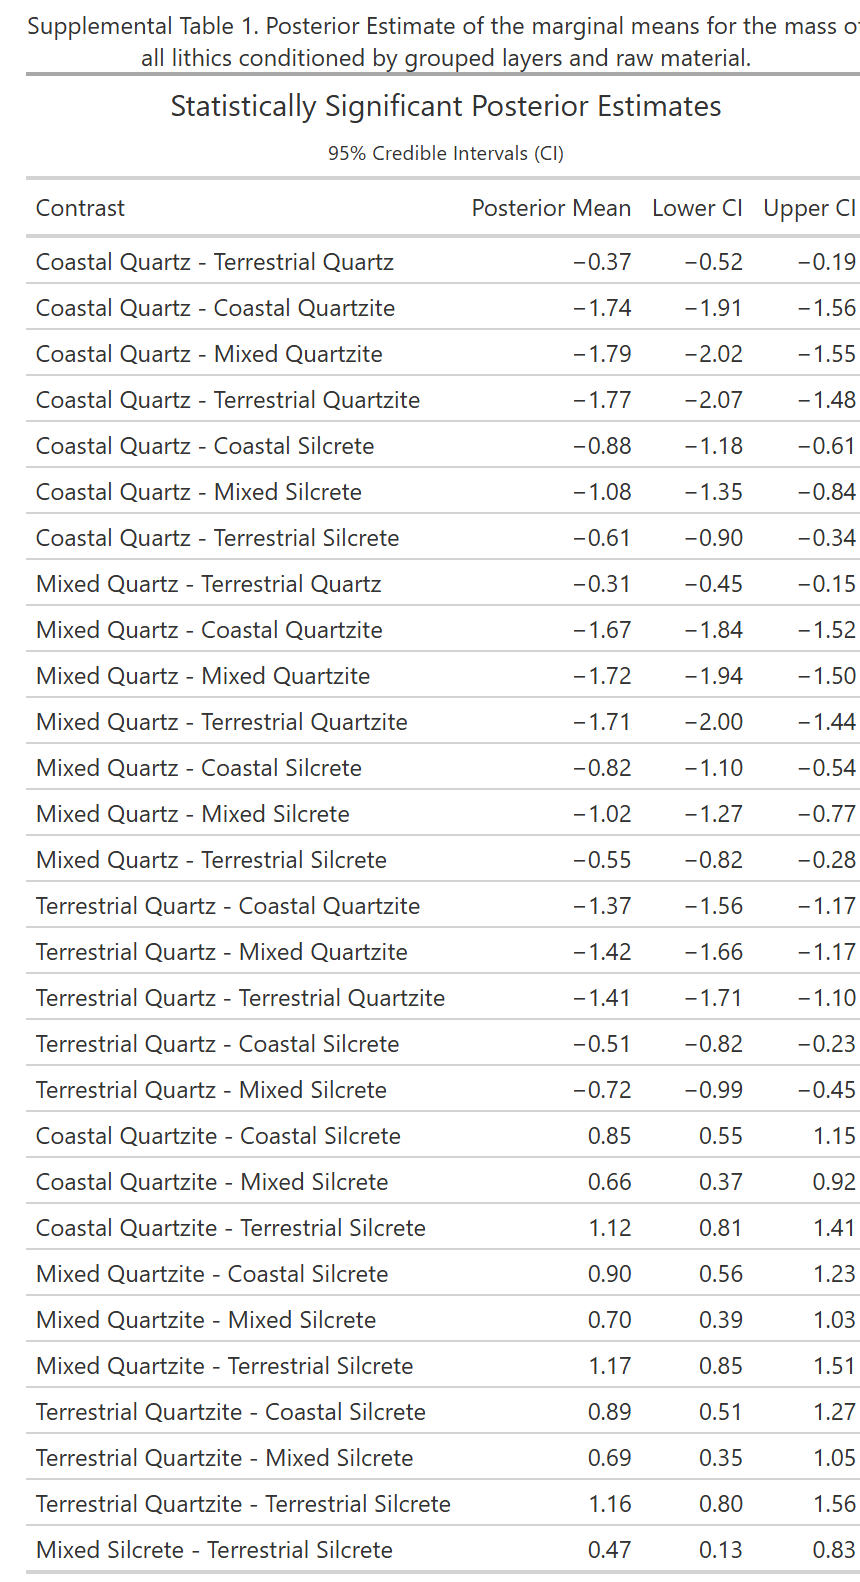 Supplemental Table 1. Posterior Estimate of the marginal means for the mass of
all lithics conditioned by grouped layers and raw material.
Statistically Significant Posterior Estimates
95% Credible Intervals (CI)
Contrast Posterior Mean Lower CI Upper CI
Coastal Quartz - Terrestrial Quartz −0.37 −0.52 −0.19
Coastal Quartz - Coastal Quartzite −1.74 −1.91 −1.56
Coastal Quartz - Mixed Quartzite −1.79 −2.02 −1.55
Coastal Quartz - Terrestrial Quartzite −1.77 −2.07 −1.48
Coastal Quartz - Coastal Silcrete −0.88 −1.18 −0.61
Coastal Quartz - Mixed Silcrete −1.08 −1.35 −0.84
Coastal Quartz - Terrestrial Silcrete −0.61 −0.90 −0.34
Mixed Quartz - Terrestrial Quartz −0.31 −0.45 −0.15
Mixed Quartz - Coastal Quartzite −1.67 −1.84 −1.52
Mixed Quartz - Mixed Quartzite −1.72 −1.94 −1.50
Mixed Quartz - Terrestrial Quartzite −1.71 −2.00 −1.44
Mixed Quartz - Coastal Silcrete −0.82 −1.10 −0.54
Mixed Quartz - Mixed Silcrete −1.02 −1.27 −0.77
Mixed Quartz - Terrestrial Silcrete −0.55 −0.82 −0.28
Terrestrial Quartz - Coastal Quartzite −1.37 −1.56 −1.17
Terrestrial Quartz - Mixed Quartzite −1.42 −1.66 −1.17
Terrestrial Quartz - Terrestrial Quartzite −1.41 −1.71 −1.10
Terrestrial Quartz - Coastal Silcrete −0.51 −0.82 −0.23
Terrestrial Quartz - Mixed Silcrete −0.72 −0.99 −0.45
Coastal Quartzite - Coastal Silcrete 0.85 0.55 1.15
Coastal Quartzite - Mixed Silcrete 0.66 0.37 0.92
Coastal Quartzite - Terrestrial Silcrete 1.12 0.81 1.41
Mixed Quartzite - Coastal Silcrete 0.90 0.56 1.23
Mixed Quartzite - Mixed Silcrete 0.70 0.39 1.03
Mixed Quartzite - Terrestrial Silcrete 1.17 0.85 1.51
Terrestrial Quartzite - Coastal Silcrete 0.89 0.51 1.27
Terrestrial Quartzite - Mixed Silcrete 0.69 0.35 1.05
Terrestrial Quartzite - Terrestrial Silcrete 1.16 0.80 1.56
Mixed Silcrete - Terrestrial Silcrete 0.47 0.13 0.83